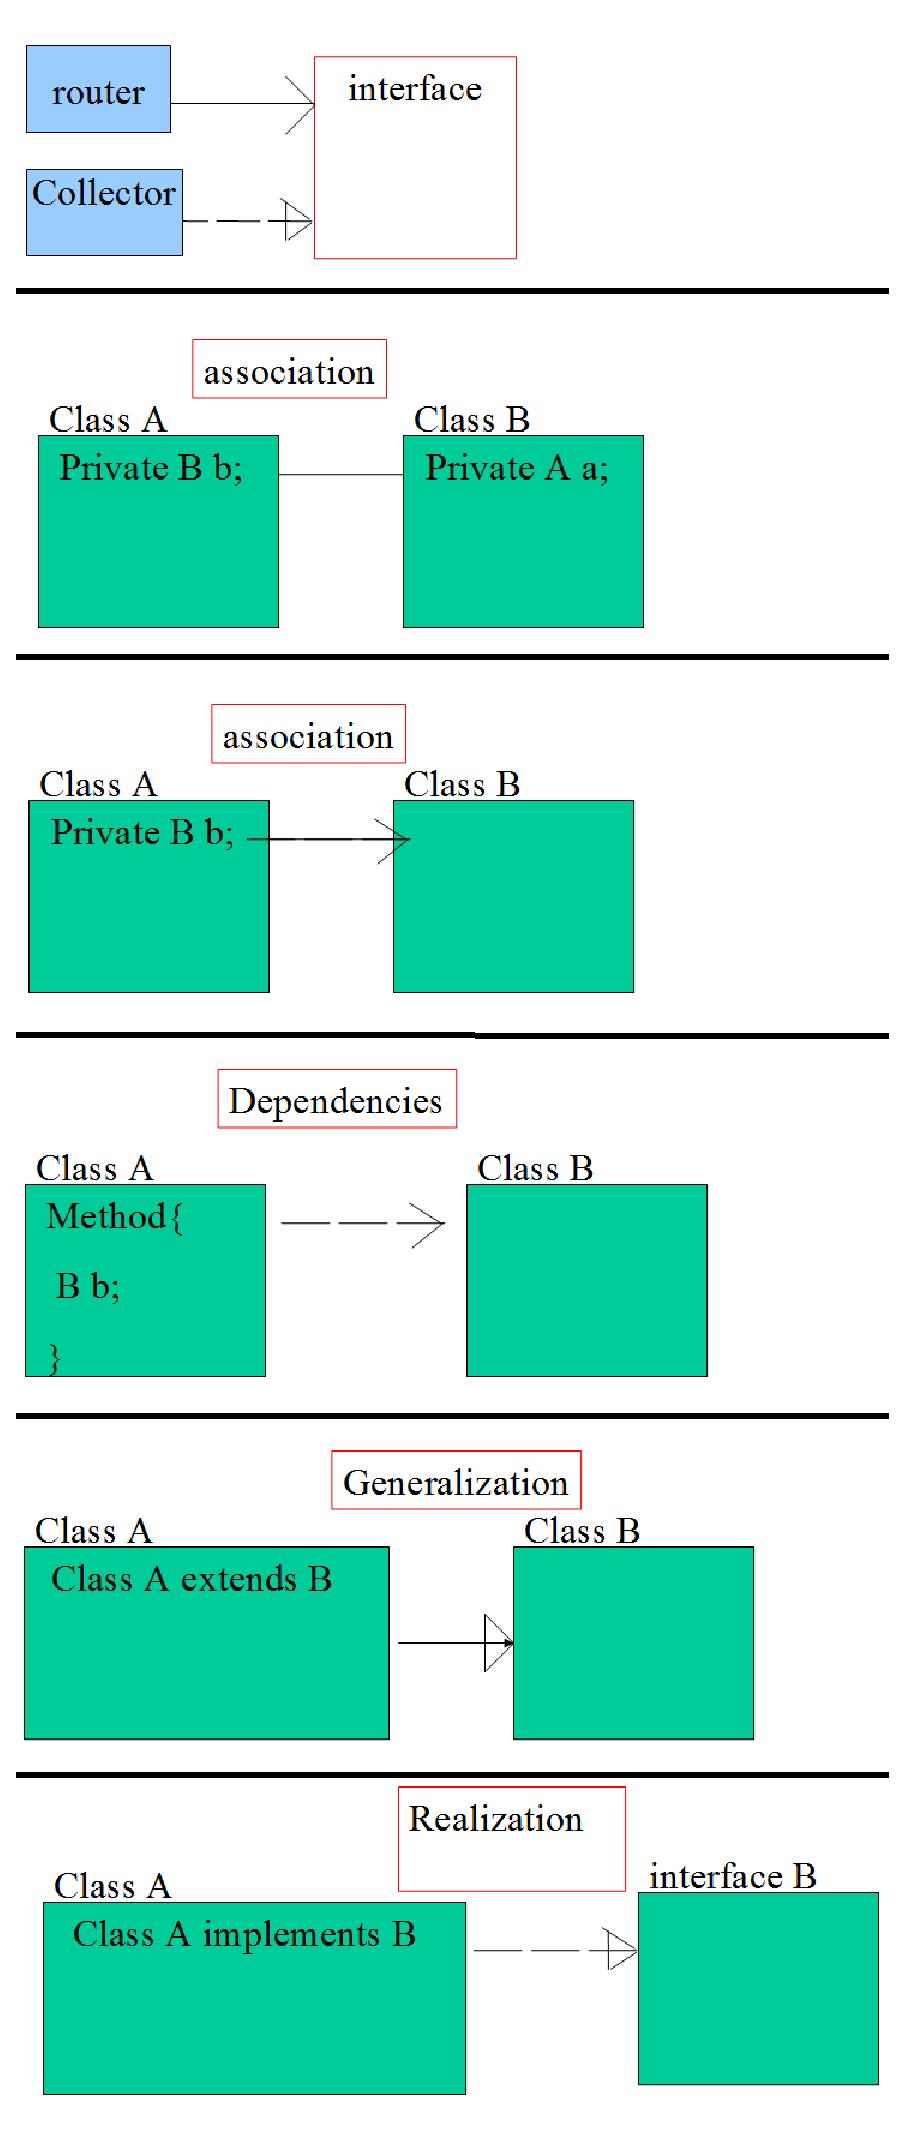 router
interface
Collector
association
Class A
Class B
Private B b;
Private A a;
association
Class A
Class B
Private B b;
Dependencies
Class A
Class B
Method{
B b;
}
Generalization
Class A
Class B
Class A extends B
Realization
Class A
interface B
Class A implements B